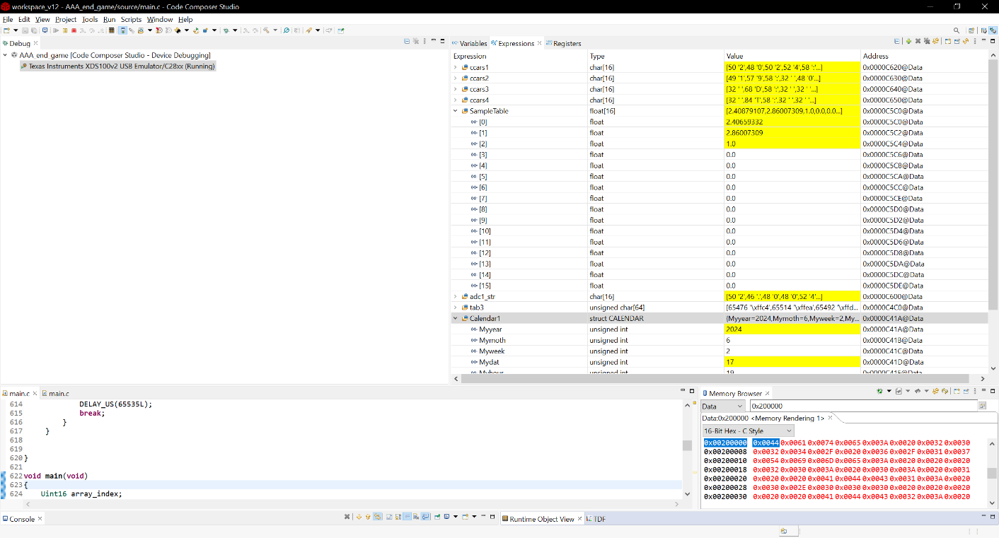 workspace_v12 - AAA_end_game/source/main.c - Code Composer Studio
File Edit View Project Tools Run Scripts Window Help
Debug
AAA_end_game [Code Composer Studio - Device Debugging]
Texas Instruments XDS100v2 USB Emulator/C28xx (Running)
Variables Expressions Registers
Expression Type Value Address
ccars1 char[16] [50 '2',48 '0',50 '2',52 '4',58 ':'...] 0x0000C620@Data
ccars2 char[16] [49 '1',57 '9',58 ':',32 ' ',48 '0'...] 0x0000C630@Data
ccars3 char[16] [32 ' ',68 'D',58 ':',32 ' ',32 ' '...] 0x0000C640@Data
ccars4 char[16] [32 ' ',84 'T',58 ':',32 ' ',32 ' '...] 0x0000C650@Data
SampleTable float[16] [2.40879107,2.86007309,1.0,0.0,0.0...] 0x0000C5C0@Data
[0] float 2.40659332 0x0000C5C0@Data
[1] float 2.86007309 0x0000C5C2@Data
[2] float 1.0 0x0000C5C4@Data
[3] float 0.0 0x0000C5C6@Data
[4] float 0.0 0x0000C5C8@Data
[5] float 0.0 0x0000C5CA@Data
[6] float 0.0 0x0000C5CC@Data
[7] float 0.0 0x0000C5CE@Data
[8] float 0.0 0x0000C5D0@Data
[9] float 0.0 0x0000C5D2@Data
[10] float 0.0 0x0000C5D4@Data
[11] float 0.0 0x0000C5D6@Data
[12] float 0.0 0x0000C5D8@Data
[13] float 0.0 0x0000C5DA@Data
[14] float 0.0 0x0000C5DC@Data
[15] float 0.0 0x0000C5DE@Data
adc1_str char[16] [50 '2',46 '.',48 '0',48 '0',52 '4'...] 0x0000C600@Data
tab3 unsigned char[64] [65476 '\xffc4',65514 '\xffea',65492 '\xffd... 0x0000C4C0@Data
Calendar1 struct CALENDAR {Myyear=2024,Mymoth=6,Myweek=2,My... 0x0000C41A@Data
Myyear unsigned int 2024 0x0000C41A@Data
Mymoth unsigned int 6 0x0000C41B@Data
Myweek unsigned int 2 0x0000C41C@Data
Mydat unsigned int 17 0x0000C41D@Data
Myhour unsigned int 19 0x0000C41E@Data
main.c main.c
614 DELAY_US(65535L);
615 break;
616 }
617 }
618
619
620 }
621
622 void main(void)
623 {
624 Uint16 array_index;
Memory Browser
Data 0x200000
Data:0x200000 <Memory Rendering 1>
16-Bit Hex - C Style
0x00200000 0x0044 0x0061 0x0074 0x0065 0x003A 0x0020 0x0032 0x0030
0x00200008 0x0032 0x0034 0x002F 0x0020 0x0036 0x002F 0x0031 0x0037
0x00200010 0x0054 0x0069 0x006D 0x0065 0x003A 0x0020 0x0020 0x0020
0x00200018 0x0032 0x0030 0x003A 0x0020 0x0030 0x003A 0x0020 0x0031
0x00200020 0x0020 0x0020 0x0041 0x0044 0x0043 0x0031 0x003A 0x0020
0x00200028 0x0030 0x002E 0x0030 0x0030 0x0030 0x0020 0x0020 0x0020
0x00200030 0x0020 0x0020 0x0041 0x0044 0x0043 0x0032 0x003A 0x0020
Console
Runtime Object View TDF